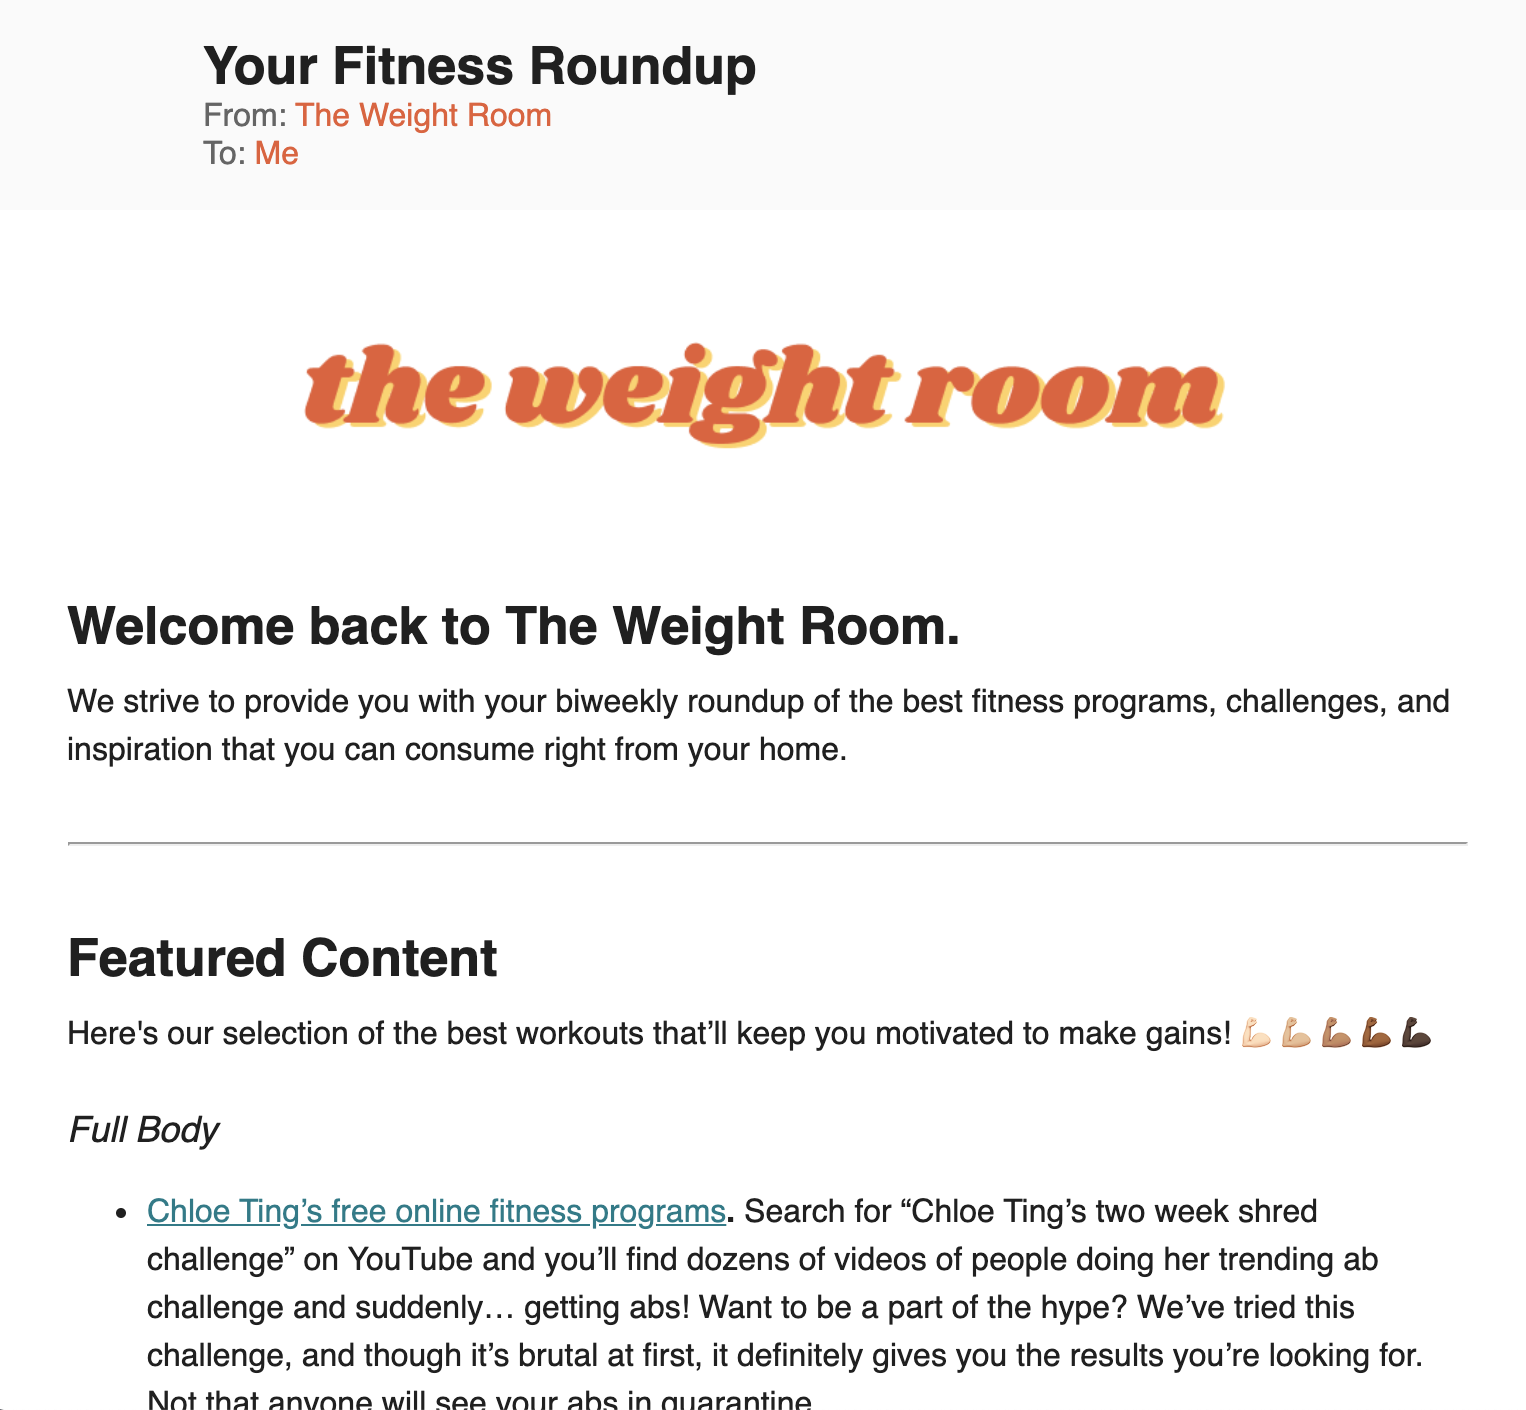 Your Fitness Roundup
From: The Weight Room
To: Me
the weight room
Welcome back to The Weight Room.
We strive to provide you with your biweekly roundup of the best fitness programs, challenges, and
inspiration that you can consume right from your home.
Featured Content
Here's our selection of the best workouts that’ll keep you motivated to make gains! 💪🏻💪🏼💪🏽💪🏾💪🏿
Full Body
• Chloe Ting’s free online fitness programs. Search for “Chloe Ting’s two week shred
challenge” on YouTube and you’ll find dozens of videos of people doing her trending ab
challenge and suddenly… getting abs! Want to be a part of the hype? We’ve tried this
challenge, and though it’s brutal at first, it definitely gives you the results you’re looking for.
Not that anyone will see your abs in quarantine